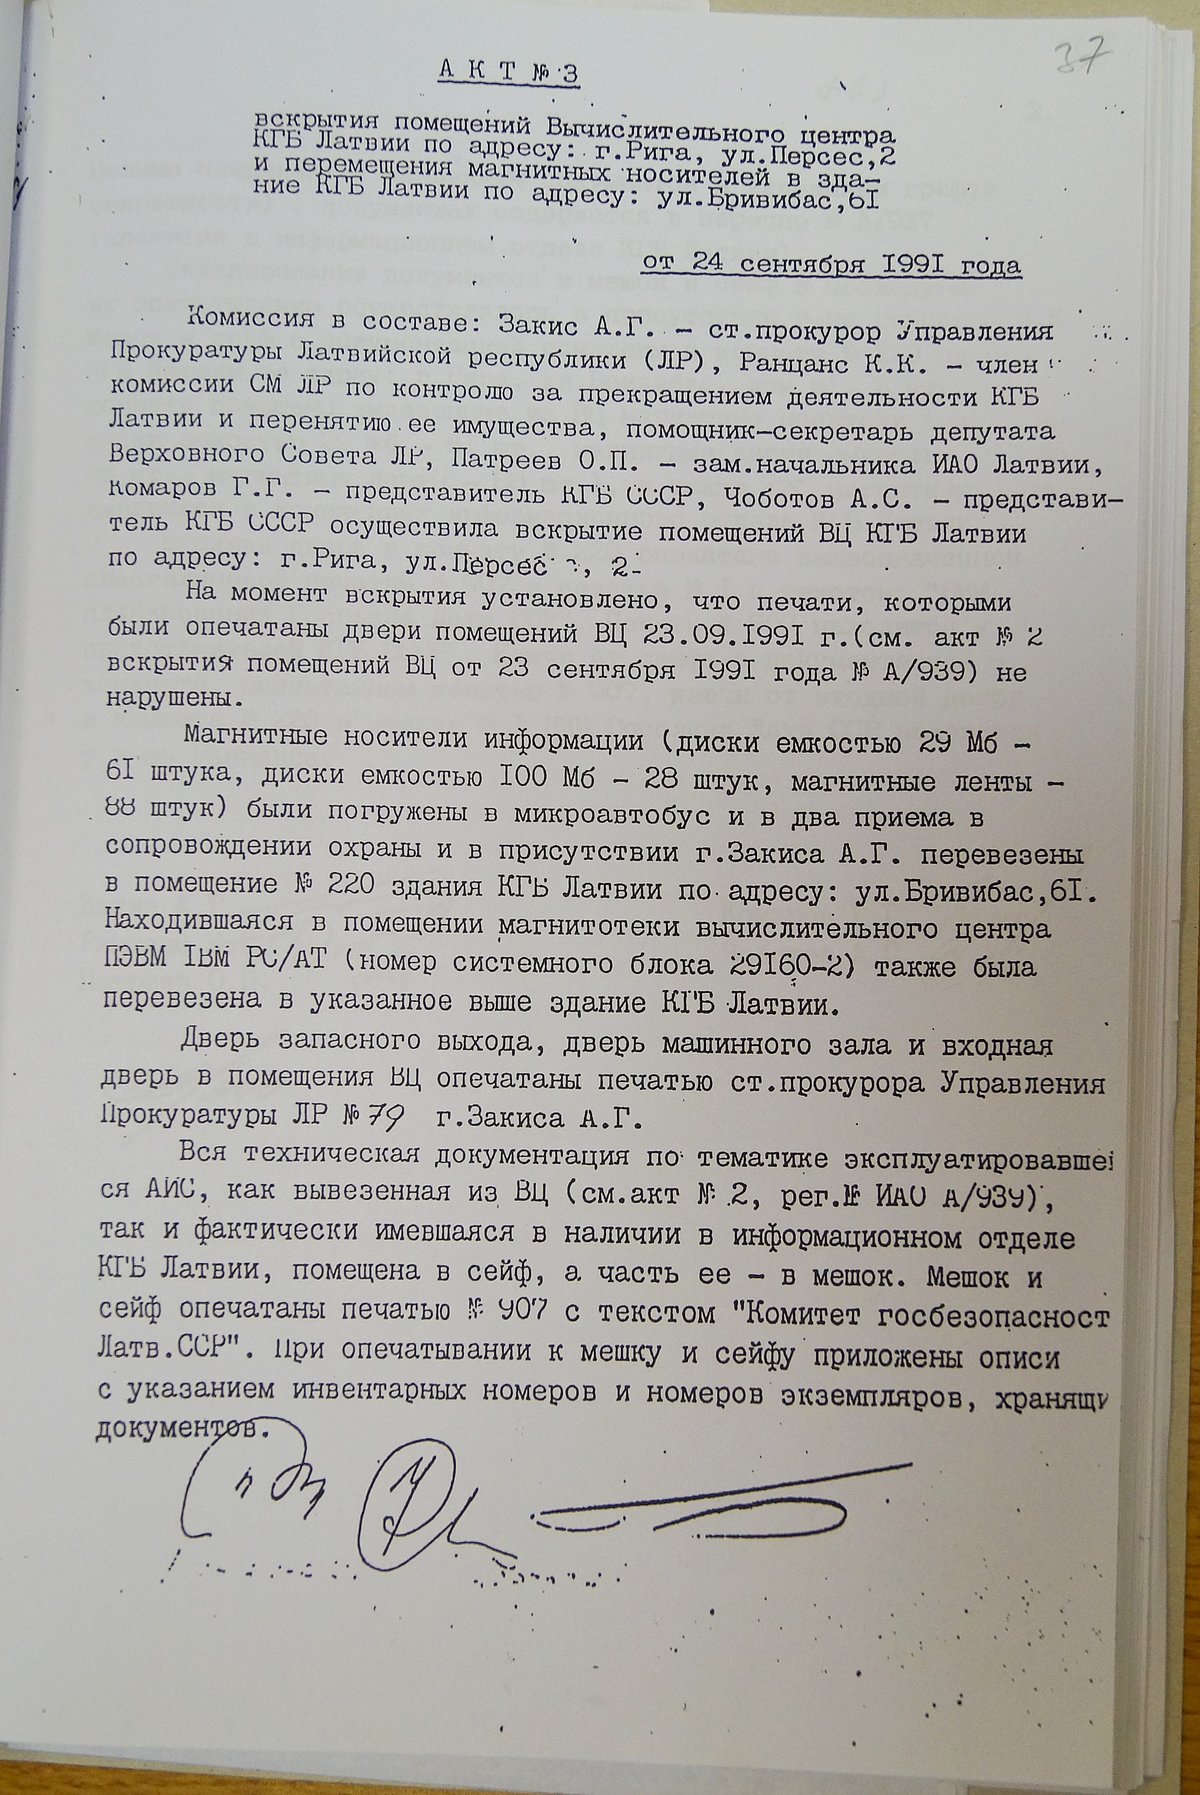 37
А К Т № 3
вскрытия помещений Вычислительного центра
КГБ Латвии по адресу: г.Рига, ул.Персес,2
и перемещения магнитных носителей в зда-
ние КГБ Латвии по адресу: ул.Бривибас,61
от 24 сентября 1991 года
Комиссия в составе: Закис А.Г. - ст.прокурор Управления
Прокуратуры Латвийской республики (ЛР), Ранцанс К.К. - член
комиссии СМ ЛР по контролю за прекращением деятельности КГБ
Латвии и перенятию ее имущества, помощник-секретарь депутата
Верховного Совета ЛР, Патреев О.П. - зам.начальника ИАО Латвии,
Комаров Г.Г. - представитель КГБ СССР, Чоботов А.С. - представи-
тель КГБ СССР осуществила вскрытие помещений ВЦ КГБ Латвии
по адресу: г.Рига, ул.Персес , 2.
На момент вскрытия установлено, что печати, которыми
были опечатаны двери помещений ВЦ 23.09.1991 г.(см. акт № 2
вскрытия помещений ВЦ от 23 сентября 1991 года № А/939) не
нарушены.
Магнитные носители информации (диски емкостью 29 Мб -
61 штука, диски емкостью 100 Мб - 28 штук, магнитные ленты -
88 штук) были погружены в микроавтобус и в два приема в
сопровождении охраны и в присутствии г.Закиса А.Г. перевезены
в помещение № 220 здания КГБ Латвии по адресу: ул.Бривибас,61.
Находившаяся в помещении магнитотеки вычислительного центра
ПЭВМ IBM PC/AT (номер системного блока 29160-2) также была
перевезена в указанное выше здание КГБ Латвии.
Дверь запасного выхода, дверь машинного зала и входная
дверь в помещения ВЦ опечатаны печатью ст.прокурора Управления
Прокуратуры ЛР № 79 г.Закиса А.Г.
Вся техническая документация по тематике эксплуатировавшей
ся АИС, как вывезенная из ВЦ (см.акт № 2, рег.№ ИАО А/939),
так и фактически имевшаяся в наличии в информационном отделе
КГБ Латвии, помещена в сейф, а часть ее - в мешок. Мешок и
сейф опечатаны печатью № 907 с текстом "Комитет госбезопасност
Латв.ССР". При опечатывании к мешку и сейфу приложены описи
с указанием инвентарных номеров и номеров экземпляров, хранящи
документов.